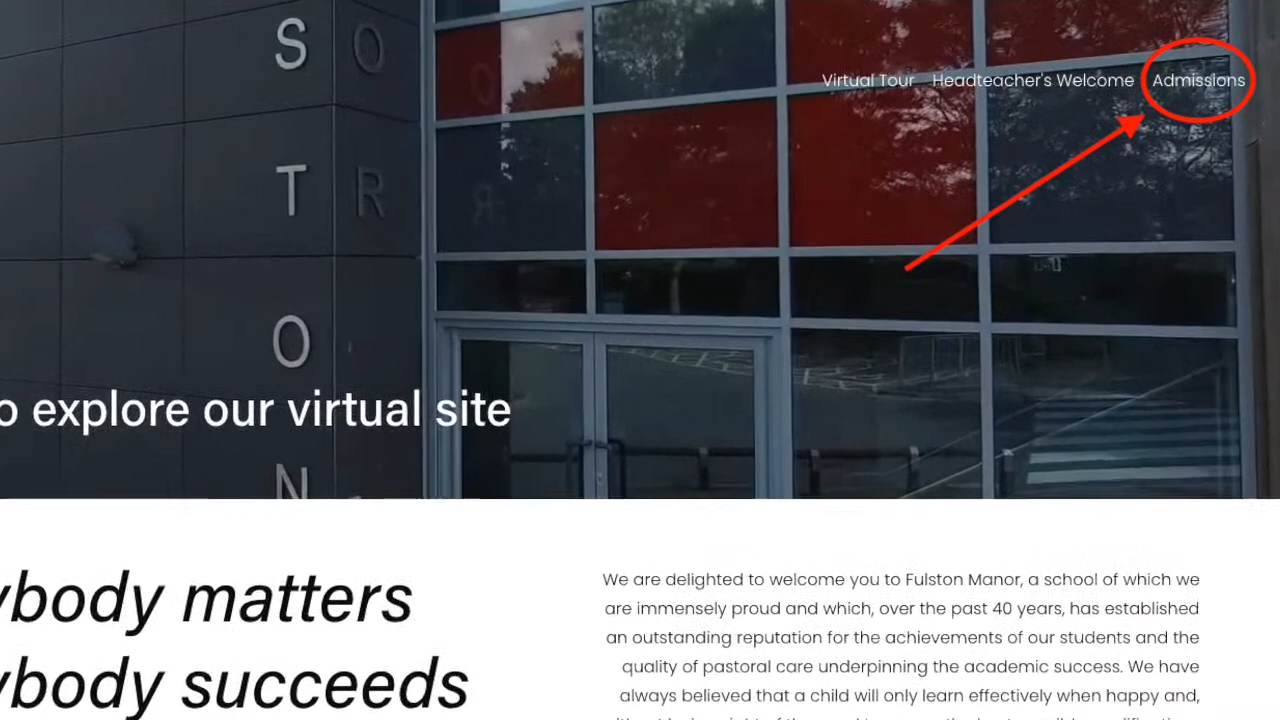 S
T
O
N
O
R
Virtual Tour Headteacher's Welcome Admissions
o explore our virtual site
ybody matters
ybody succeeds
We are delighted to welcome you to Fulston Manor, a school of which we
are immensely proud and which, over the past 40 years, has established
an outstanding reputation for the achievements of our students and the
quality of pastoral care underpinning the academic success. We have
always believed that a child will only learn effectively when happy and,